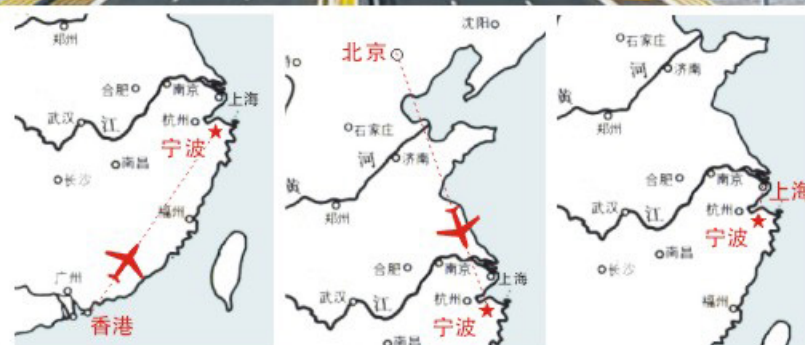 郑州
合肥
南京
上海
武汉
江
杭州
宁波
南昌
长沙
福州
广州
香港
沈阳
北京
石家庄
河
济南
黄
郑州
合肥
南京
上海
武汉
江
杭州
宁波
南昌
石家庄
河
济南
黄
郑州
合肥
南京
上海
武汉
江
杭州
宁波
南昌
长沙
福州